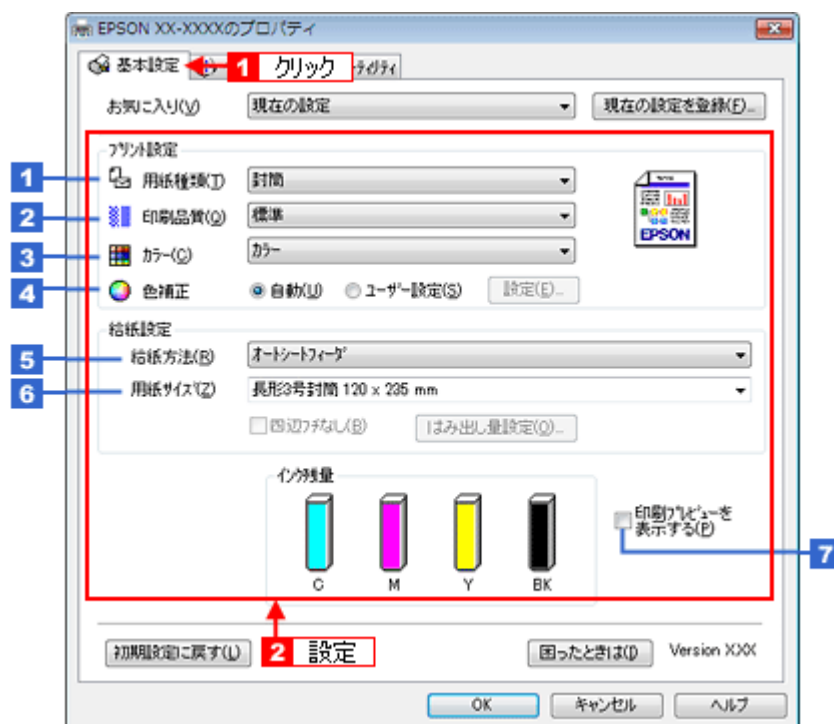 EPSON XX-XXXXのプロパティ
基本設定
1 クリック
ーティリティ
お気に入り(V) 現在の設定 現在の設定を登録(F)...
プリント設定
1 用紙種類(T) 封筒
2 印刷品質(Q) 標準
3 カラー(C) カラー
4 色補正 自動(U) ユーザー設定(S) 設定(E)...
EPSON
給紙設定
5 給紙方法(R) オートシートフィーダ
6 用紙サイズ(Z) 長形3号封筒 120 x 235 mm
四辺フチなし(B) はみ出し量設定(O)...
インク残量
C M Y BK
印刷プレビューを
表示する(P)
7
初期設定に戻す(L) 2 設定 困ったときは(I) Version X.XX
OK キャンセル ヘルプ